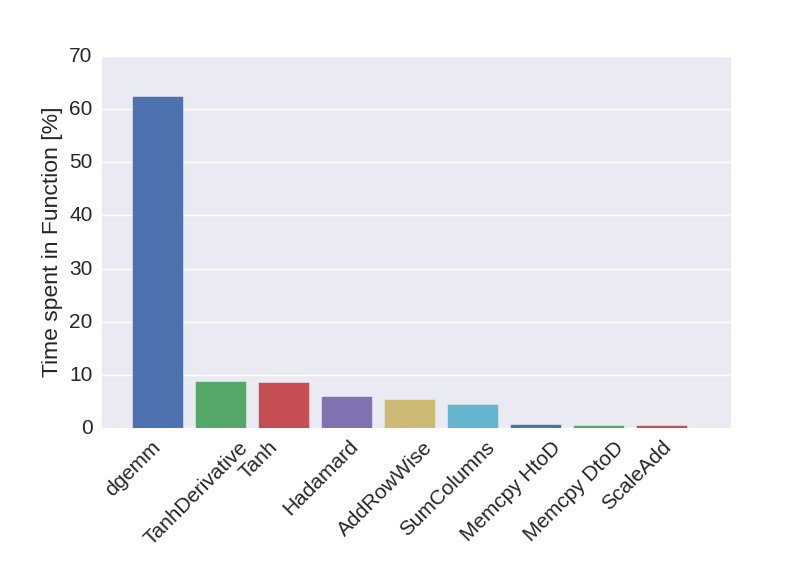 Time spent in Function [%]
70
60
50
40
30
20
10
0
dgemm
TanhDerivative
Tanh
Hadamard
AddRowWise
SumColumns
Memcpy HtoD
Memcpy DtoD
ScaleAdd